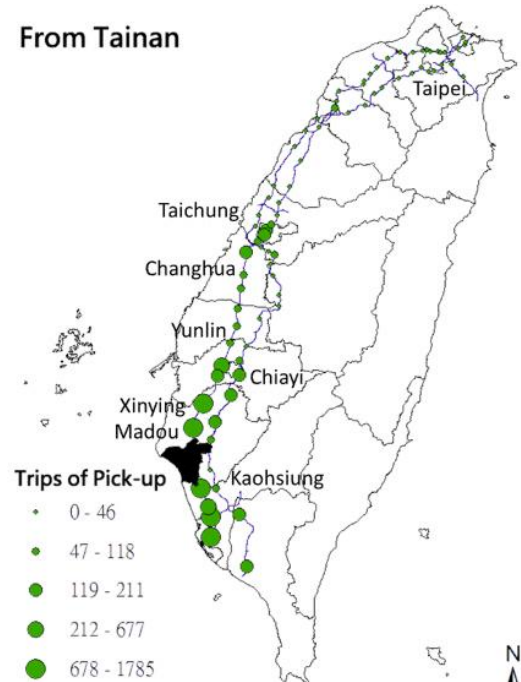 From Tainan
Taipei
Taichung
Changhua
Yunlin
Chiayi
Xinying
Madou
Kaohsiung
Trips of Pick-up
0 - 46
47 - 118
119 - 211
212 - 677
678 - 1785
N